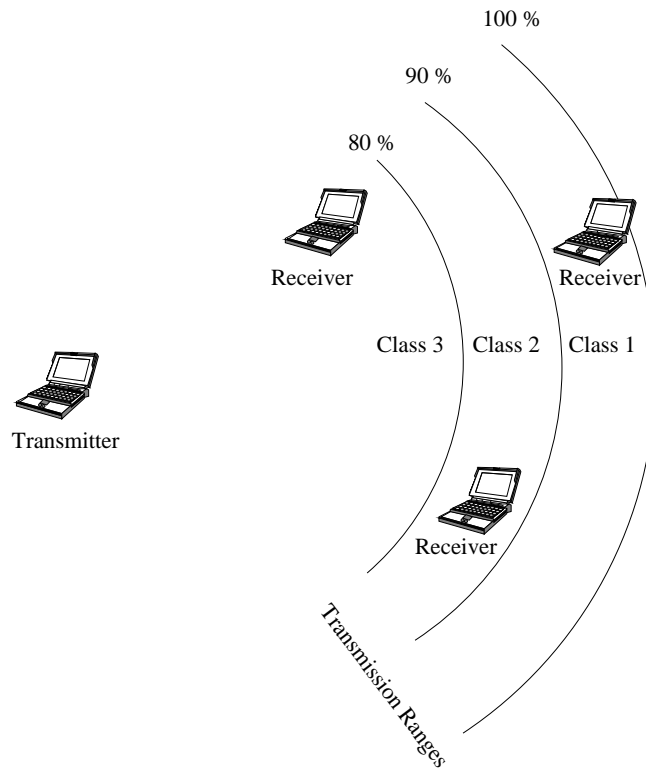 100 %
90 %
80 %
Receiver
Receiver
Class 3
Class 2
Class 1
Transmitter
Receiver
Transmission Ranges